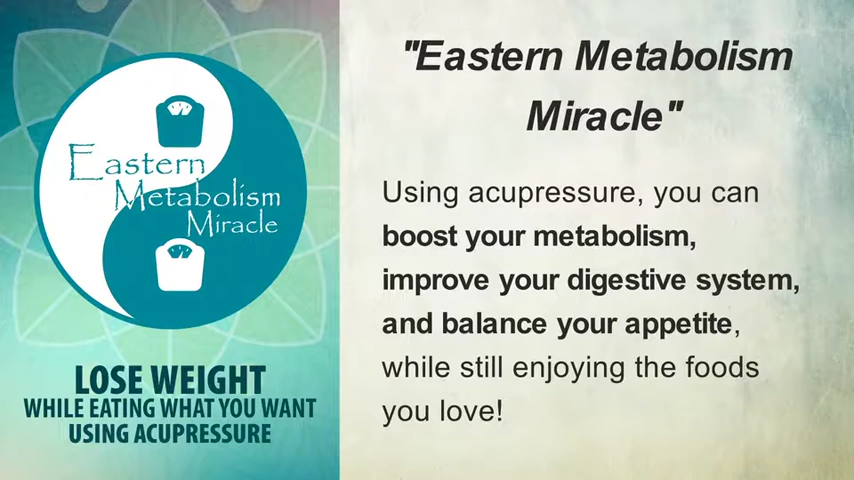 Eastern
Metabolism
Miracle
LOSE WEIGHT
WHILE EATING WHAT YOU WANT
USING ACUPRESSURE
"Eastern Metabolism
Miracle"
Using acupressure, you can
boost your metabolism,
improve your digestive system,
and balance your appetite,
while still enjoying the foods
you love!